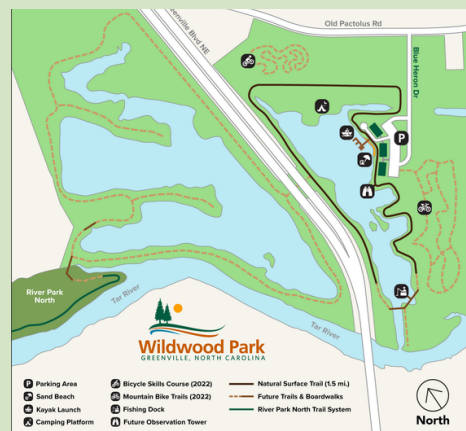 Old Pactolus Rd
Greenville Blvd NE
Blue Heron Dr
P
River Park
North
Tar River
Tar River
Wildwood Park
GREENVILLE, NORTH CAROLINA
P Parking Area
Sand Beach
Kayak Launch
Camping Platform
Bicycle Skills Course (2022)
Mountain Bike Trails (2022)
Fishing Dock
Future Observation Tower
Natural Surface Trail (1.5 mi.)
Future Trails & Boardwalks
River Park North Trail System
North